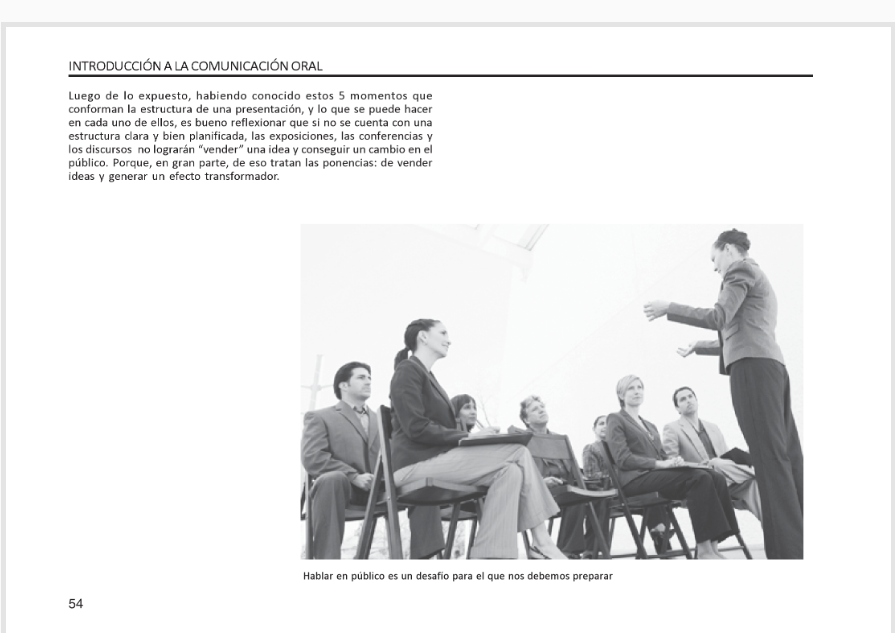 INTRODUCCIÓN A LA COMUNICACIÓN ORAL
Luego de lo expuesto, habiendo conocido estos 5 momentos que
conforman la estructura de una presentación, y lo que se puede hacer
en cada uno de ellos, es bueno reflexionar que si no se cuenta con una
estructura clara y bien planificada, las exposiciones, las conferencias y
los discursos no lograrán “vender” una idea y conseguir un cambio en el
público. Porque, en gran parte, de eso tratan las ponencias: de vender
ideas y generar un efecto transformador.
Hablar en público es un desafío para el que nos debemos preparar
54